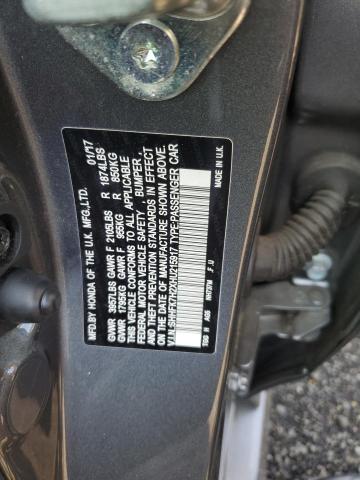 MFD.BY HONDA OF THE U.K. MFG.,LTD. 01/17
GVWR 3957LBS GAWR F 2105LBS R 1874LBS
GVWR 1795KG GAWR F 955KG R 850KG
THIS VEHICLE CONFORMS TO ALL APPLICABLE
FEDERAL MOTOR VEHICLE SAFETY , BUMPER ,
THEFT PREVENTION STANDARDS IN EFFECT
ON THE DATE OF MANUFACTURE SHOWN ABOVE.
V.I.N.:SHHFK7H2XHU215917 TYPE:PASSENGER CAR
MADE IN U.K.